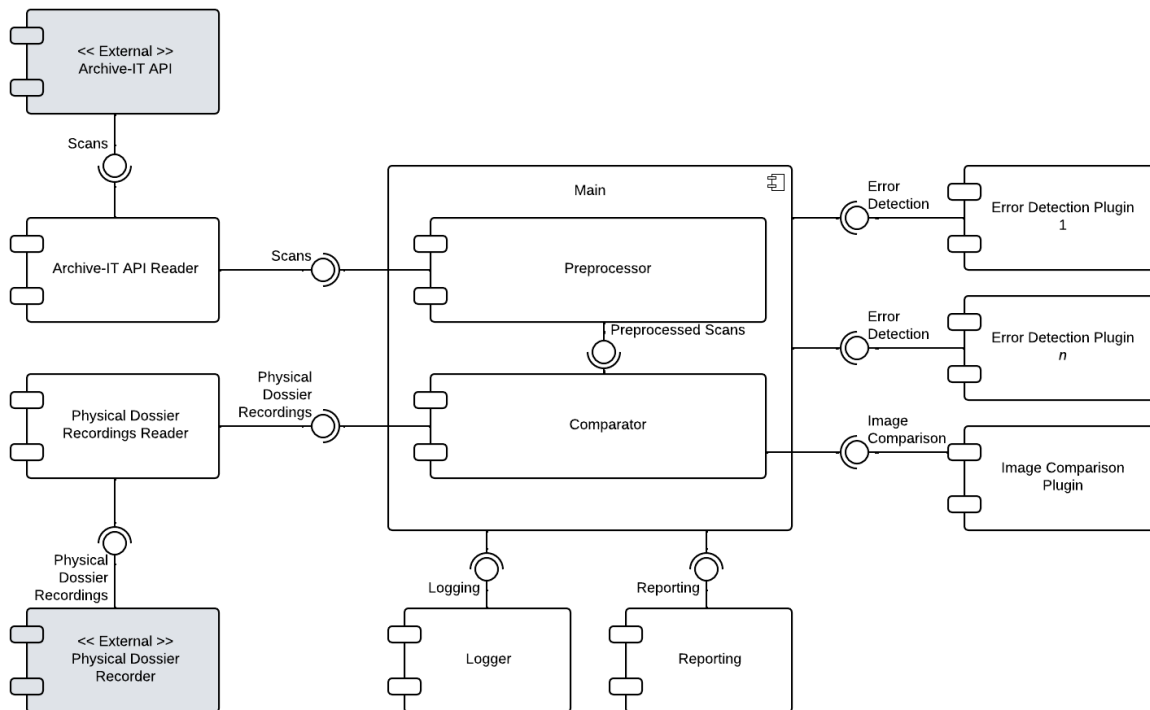 << External >>
Archive-IT API
Scans
Archive-IT API Reader
Scans
Main
Preprocessor
Preprocessed Scans
Comparator
Physical Dossier
Recordings Reader
Physical
Dossier
Recordings
Physical
Dossier
Recordings
<< External >>
Physical Dossier
Recorder
Error
Detection
Error Detection Plugin
1
Error
Detection
Error Detection Plugin
n
Image
Comparison
Image Comparison
Plugin
Logging
Logger
Reporting
Reporting